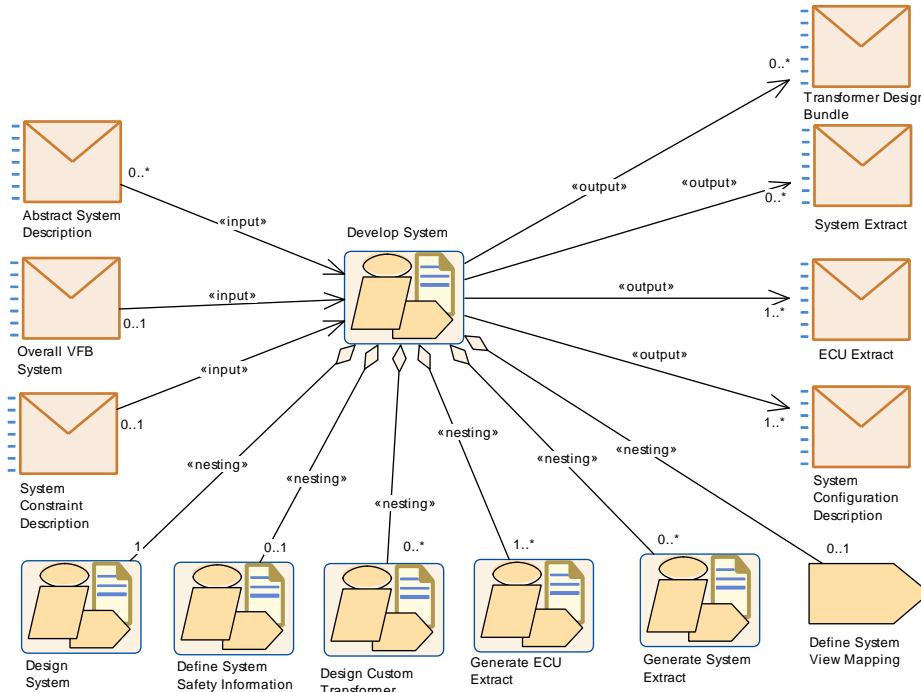 0..*
Transformer Design
Bundle
0..*
Abstract System
Description
«input»
«output»
«output»
0..*
System Extract
Develop System
«input»
0..1
Overall VFB
System
«output»
1..*
ECU Extract
«input»
0..1
System
Constraint
Description
«output»
1..*
System
Configuration
Description
«nesting»
«nesting»
«nesting»
«nesting»
«nesting»
«nesting»
1
0..1
0..*
1..*
0..*
0..1
Design
System
Define System
Safety Information
Design Custom
Transformer
Generate ECU
Extract
Generate System
Extract
Define System
View Mapping